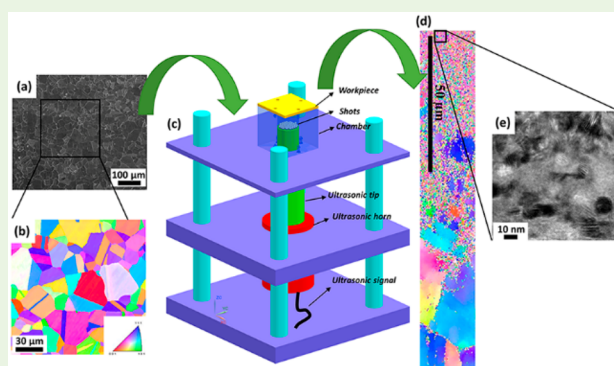 (a)
100 μm
(b)
30 μm
(c)
Workpiece
Shots
Chamber
Ultrasonic tip
Ultrasonic horn
Ultrasonic signal
(d)
50 μm
(e)
10 nm